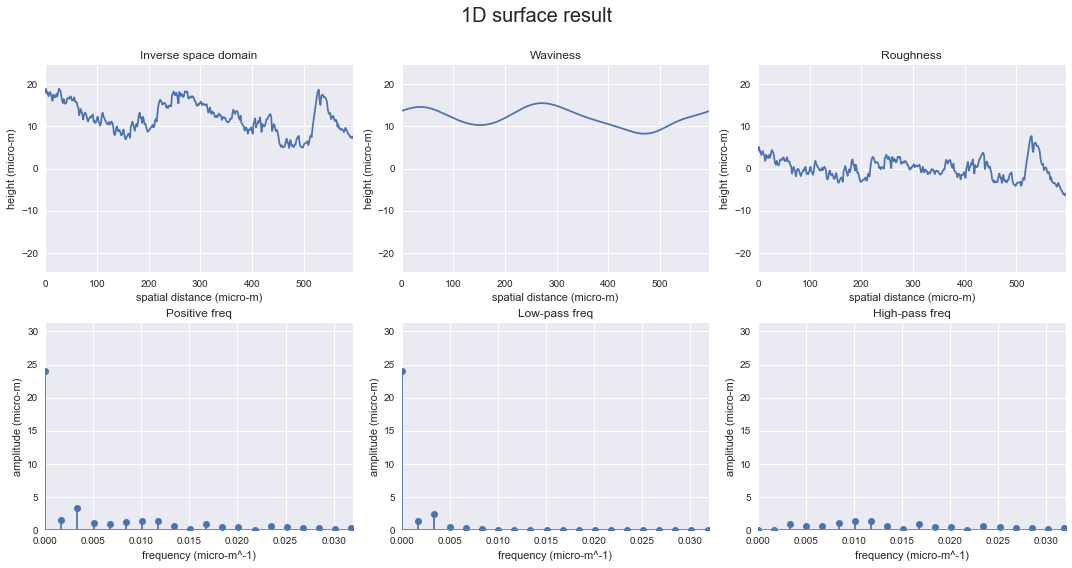 1D surface result
Inverse space domain
Waviness
Roughness
height (micro-m)
20
10
0
−10
−20
0 100 200 300 400 500
spatial distance (micro-m)
height (micro-m)
20
10
0
−10
−20
0 100 200 300 400 500
spatial distance (micro-m)
height (micro-m)
20
10
0
−10
−20
0 100 200 300 400 500
spatial distance (micro-m)
Positive freq
Low-pass freq
High-pass freq
amplitude (micro-m)
30
25
20
15
10
5
0
0.000 0.005 0.010 0.015 0.020 0.025 0.030
frequency (micro-m^-1)
amplitude (micro-m)
30
25
20
15
10
5
0
0.000 0.005 0.010 0.015 0.020 0.025 0.030
frequency (micro-m^-1)
amplitude (micro-m)
30
25
20
15
10
5
0
0.000 0.005 0.010 0.015 0.020 0.025 0.030
frequency (micro-m^-1)